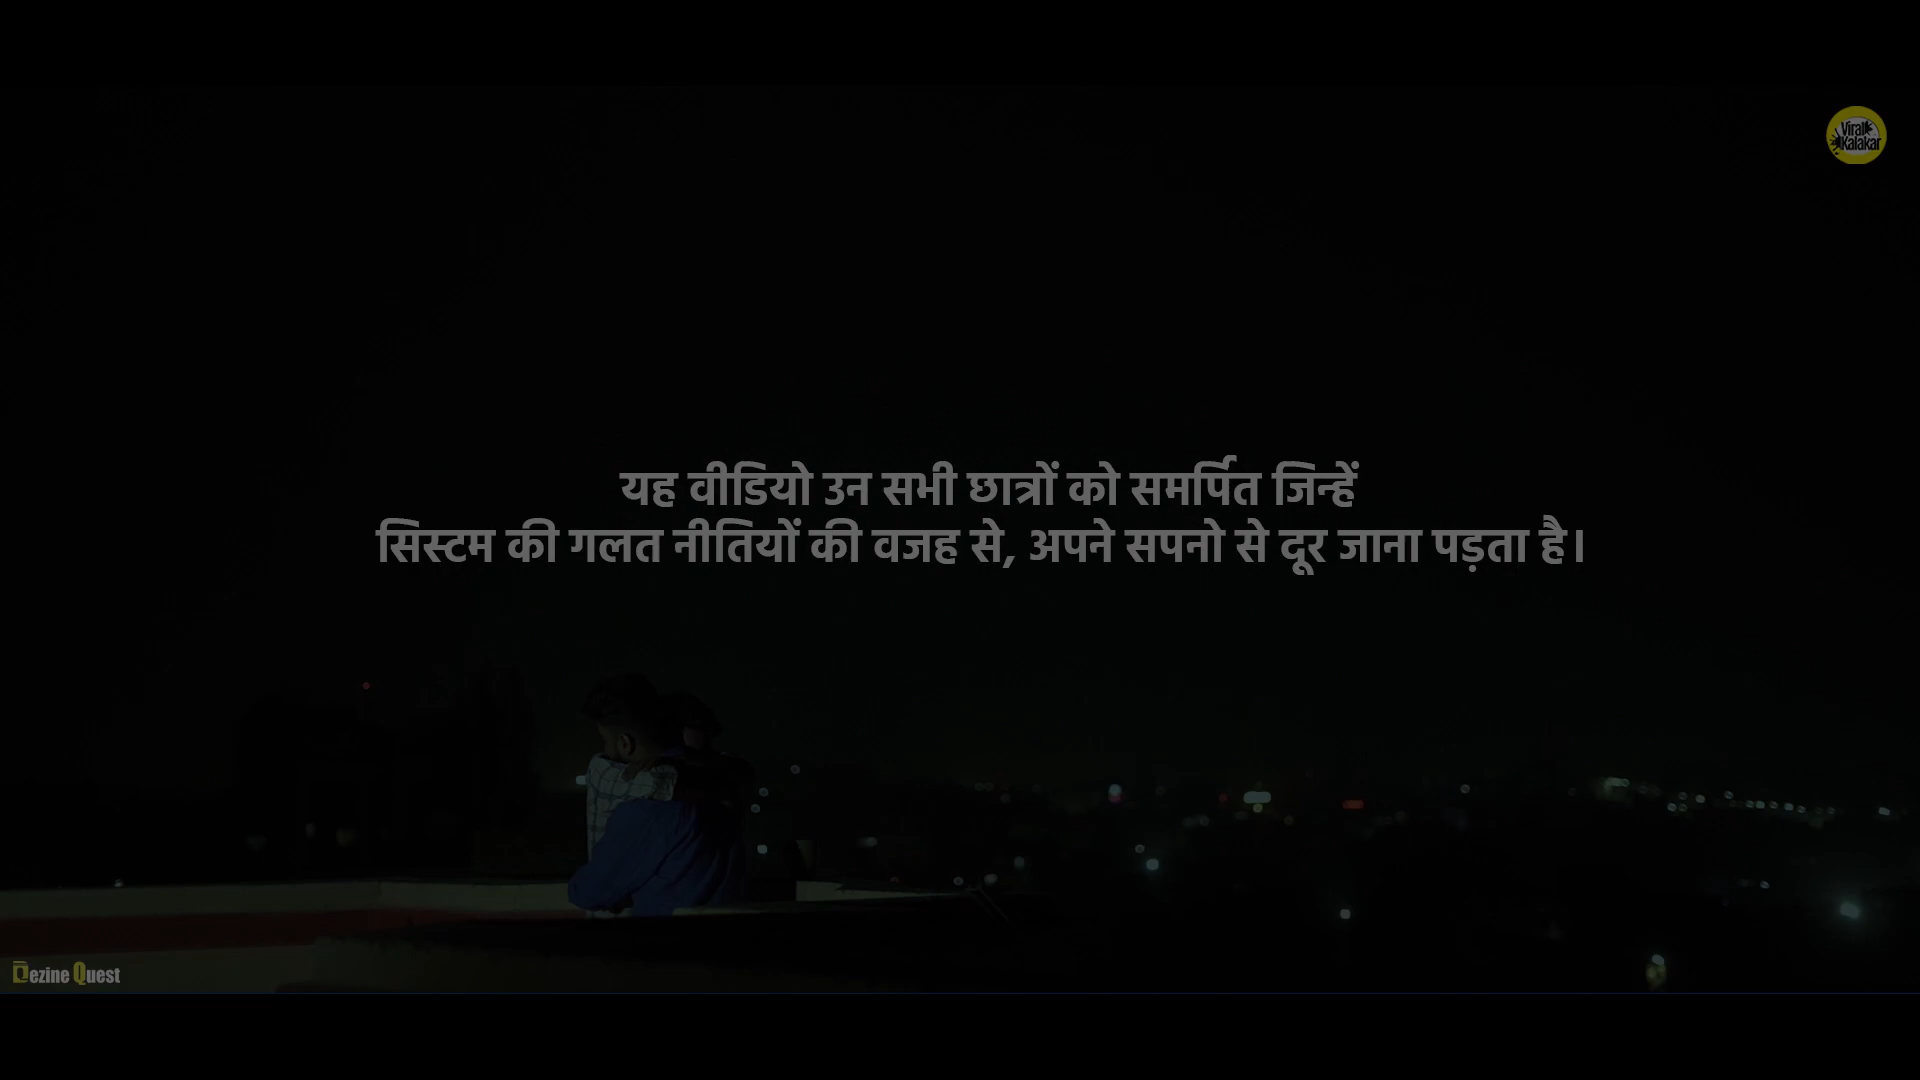 Viral
Kalakar
यह वीडियो उन सभी छात्रों को समर्पित जिन्हें
सिस्टम की गलत नीतियों की वजह से, अपने सपनो से दूर जाना पड़ता है।
Dezine Quest